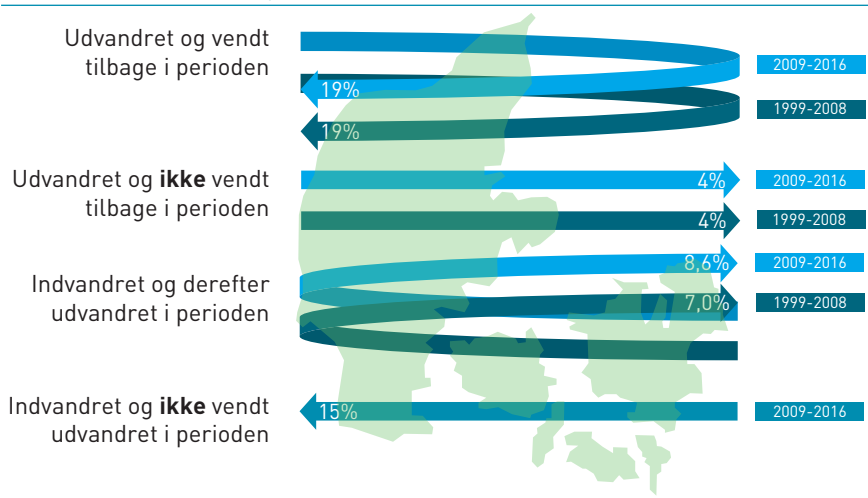 Udvandret og vendt
tilbage i perioden
19%
2009-2016
19%
1999-2008
Udvandret og ikke vendt
tilbage i perioden
4%
2009-2016
4%
1999-2008
Indvandret og derefter
udvandret i perioden
8,6%
2009-2016
7,0%
1999-2008
Indvandret og ikke vendt
udvandret i perioden
15%
2009-2016